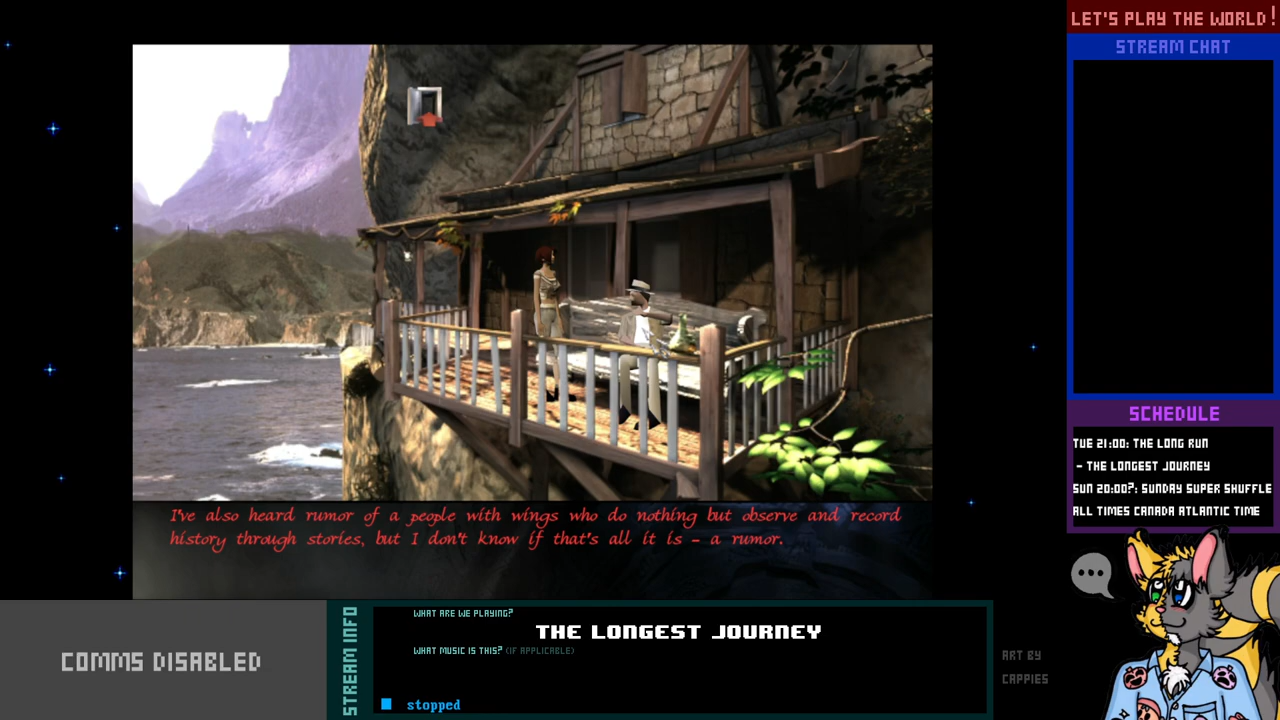 LET'S PLAY THE WORLD!
STREAM CHAT
I've also heard rumor of a people with wings who do nothing but observe and record
history through stories, but I don't know if that's all it is - a rumor.
SCHEDULE
TUE 21:00: THE LONG RUN
- THE LONGEST JOURNEY
SUN 20:00?: SUNDAY SUPER SHUFFLE
ALL TIMES CANADA ATLANTIC TIME
COMMS DISABLED
STREAM INFO
WHAT ARE WE PLAYING?
THE LONGEST JOURNEY
WHAT MUSIC IS THIS? (IF APPLICABLE)
stopped
ART BY
CAPPIES